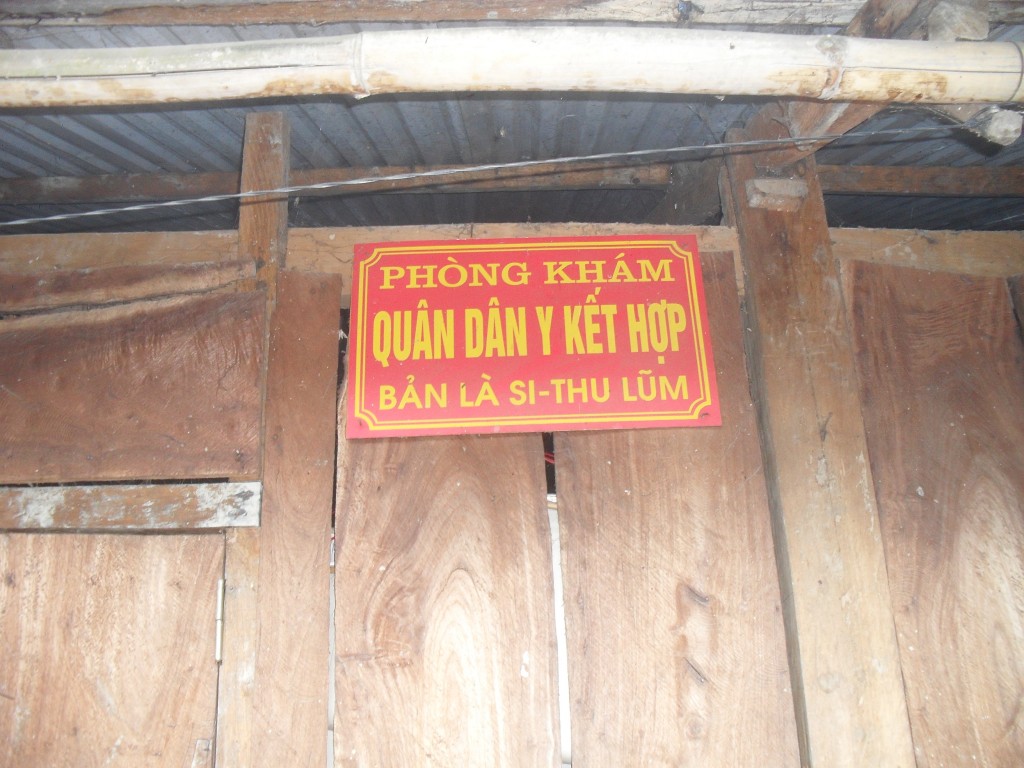 PHÒNG KHÁM
QUÂN DÂN Y KẾT HỢP
BẢN LÀ SI-THU LŨM